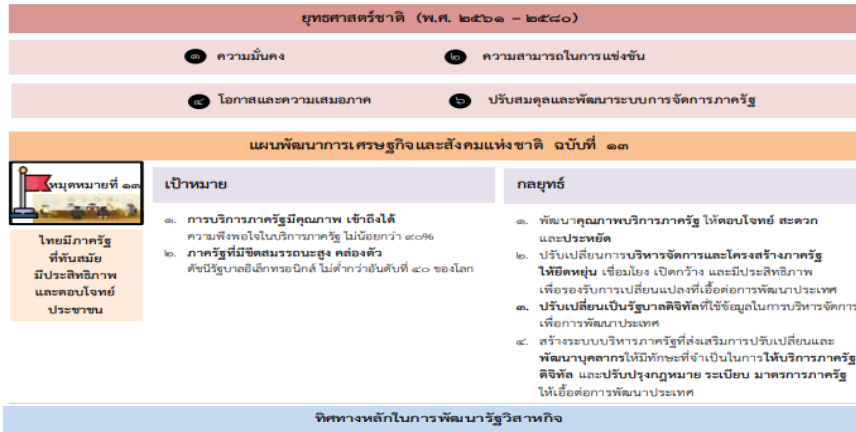 ยุทธศาสตร์ชาติ (พ.ศ. ๒๕๖๑ – ๒๕๘๐)
๓ ความมั่นคง
๒ ความสามารถในการแข่งขัน
๔ โอกาสและความเสมอภาค
๖ ปรับสมดุลและพัฒนาระบบการจัดการภาครัฐ
แผนพัฒนาการเศรษฐกิจและสังคมแห่งชาติ ฉบับที่ ๑๓
หมุดหมายที่ ๑๓
ไทยมีภาครัฐ
ที่ทันสมัย
มีประสิทธิภาพ
และตอบโจทย์
ประชาชน
เป้าหมาย
๑. การบริการภาครัฐมีคุณภาพ เข้าถึงได้
ความพึงพอใจในบริการภาครัฐ ไม่น้อยกว่า ๙๐%
๒. ภาครัฐที่มีขีดสมรรถนะสูง คล่องตัว
ดัชนีรัฐบาลอิเล็กทรอนิกส์ ไม่ต่ำกว่าอันดับที่ ๔๐ ของโลก
กลยุทธ์
๑. พัฒนาคุณภาพบริการภาครัฐ ให้ตอบโจทย์ สะดวก
และประหยัด
๒. ปรับเปลี่ยนการบริหารจัดการและโครงสร้างภาครัฐ
ให้ยืดหยุ่น เชื่อมโยง เปิดกว้าง และมีประสิทธิภาพ
เพื่อรองรับการเปลี่ยนแปลงที่เอื้อต่อการพัฒนาประเทศ
๓. ปรับเปลี่ยนเป็นรัฐบาลดิจิทัลที่ใช้ข้อมูลในการบริหารจัดการ
เพื่อการพัฒนาประเทศ
๔. สร้างระบบบริหารภาครัฐที่ส่งเสริมการปรับเปลี่ยนและ
พัฒนาบุคลากรให้มีทักษะที่จำเป็นในการให้บริการภาครัฐ
ดิจิทัล และปรับปรุงกฎหมาย ระเบียบ มาตรการภาครัฐ
ให้เอื้อต่อการพัฒนาประเทศ
ทิศทางหลักในการพัฒนารัฐวิสาหกิจ